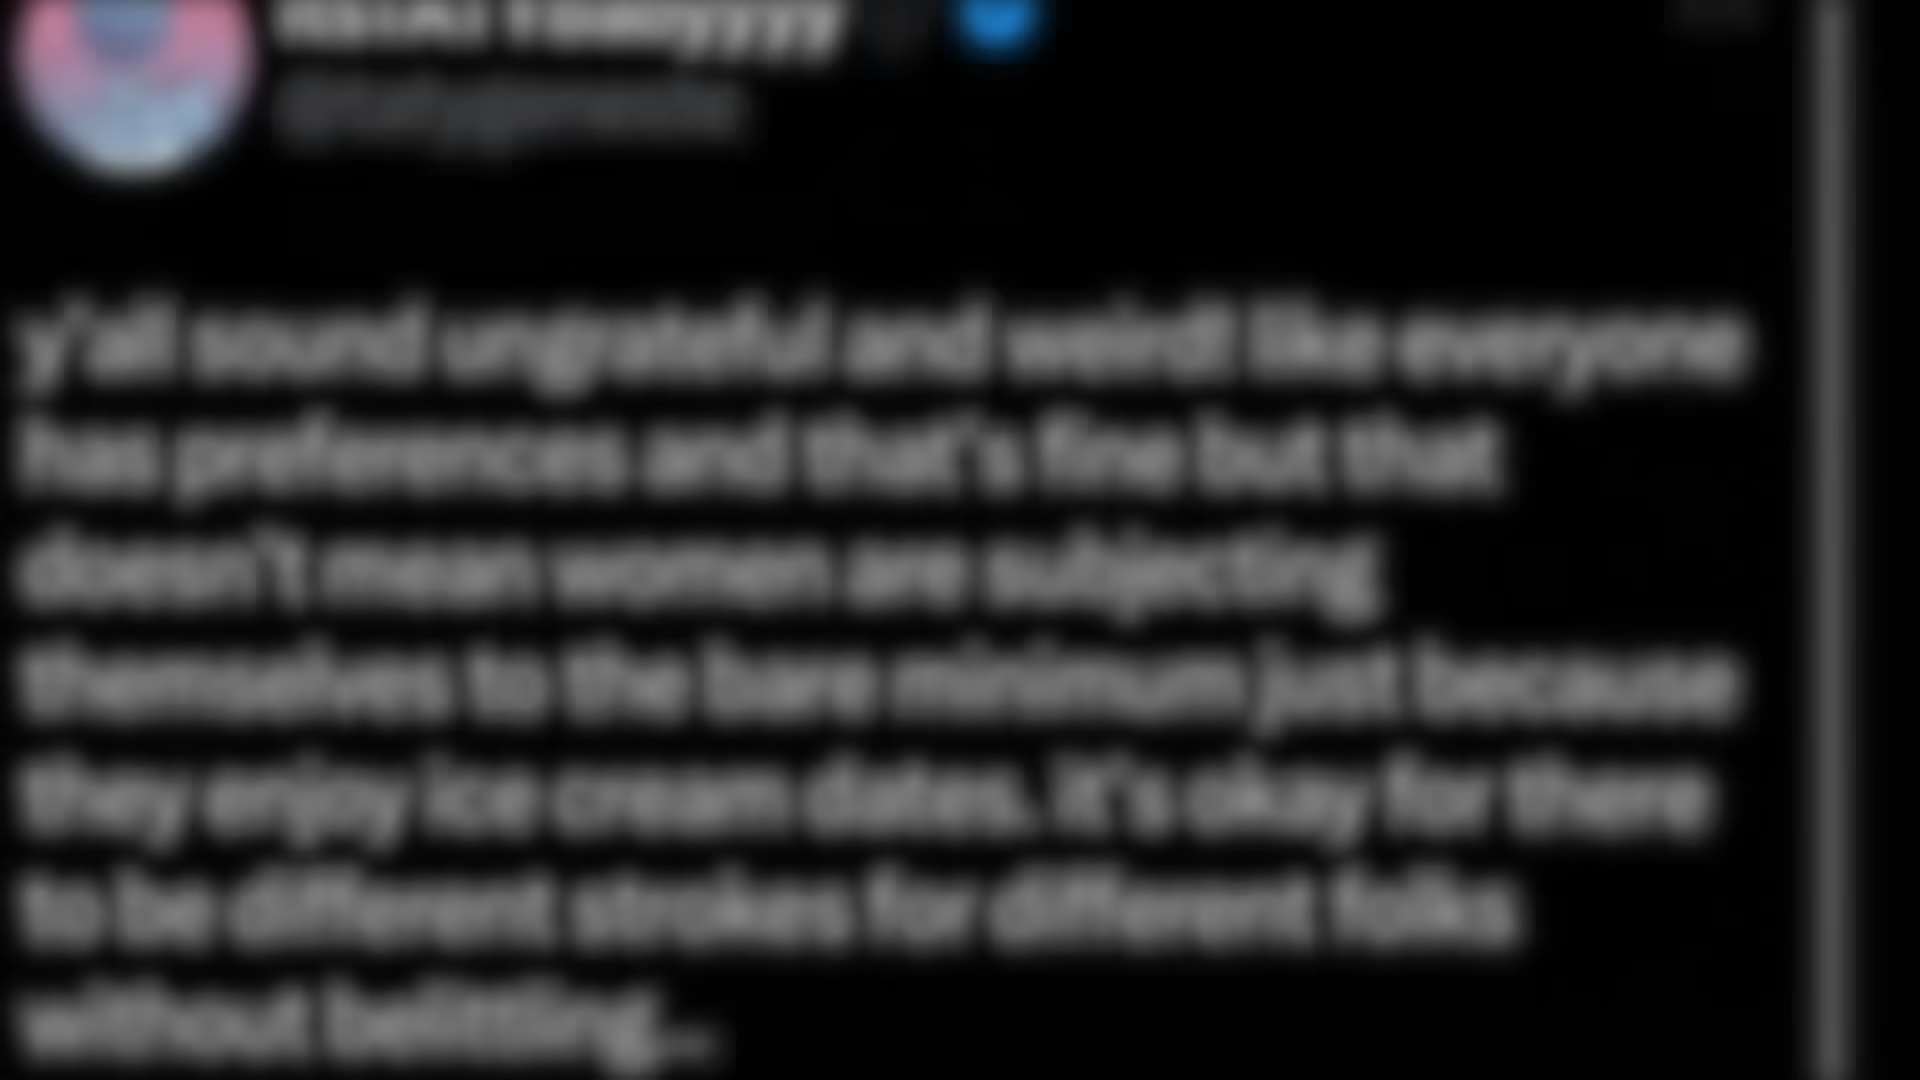 y'all sound ungrateful and weird! like everyone
has preferences and that's fine but that
doesn't mean women are subjecting
themselves to the bare minimum just because
they enjoy ice cream dates. it's okay for there
to be different strokes for different folks
without belittling...